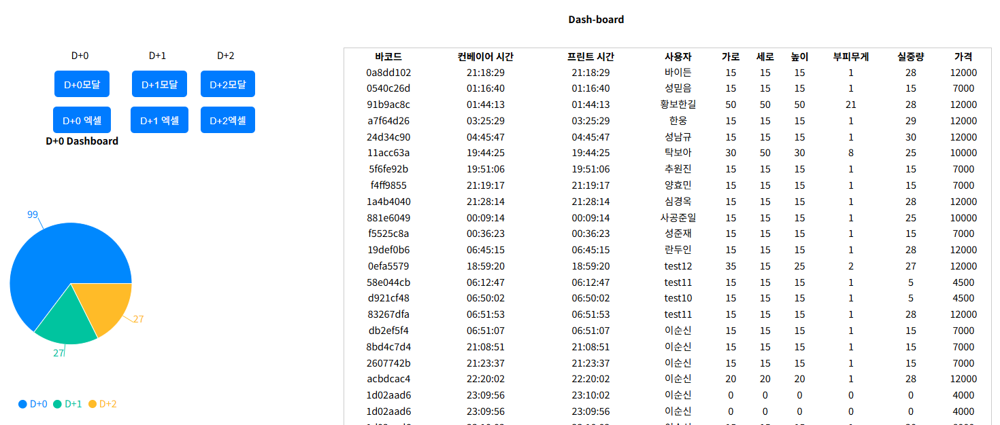 Dash-board
D+0 D+1 D+2
D+0모달 D+1모달 D+2모달
D+0 엑셀 D+1 엑셀 D+2엑셀
D+0 Dashboard
99
27
27
D+0 D+1 D+2
바코드 컨베이어 시간 프린트 시간 사용자 가로 세로 높이 부피무게 실중량 가격
0a8dd102 21:18:29 21:18:29 바이든 15 15 15 1 28 12000
0540c26d 01:16:40 01:16:40 성믿음 15 15 15 1 15 7000
91b9ac8c 01:44:13 01:44:13 황보한길 50 50 50 21 28 12000
a7f64d26 03:25:29 03:25:29 한웅 15 15 15 1 29 12000
24d34c90 04:45:47 04:45:47 성남규 15 15 15 1 30 12000
11acc63a 19:44:25 19:44:25 탁보아 30 50 30 8 25 10000
5f6fe92b 19:51:06 19:51:06 추원진 15 15 15 1 15 7000
f4ff9855 21:19:17 21:19:17 양효민 15 15 15 1 15 7000
1a4b4040 21:28:14 21:28:14 심경옥 15 15 15 1 28 12000
881e6049 00:09:14 00:09:14 사공준일 15 15 15 1 25 10000
f5525c8a 00:36:23 00:36:23 성준재 15 15 15 1 15 7000
19def0b6 06:45:15 06:45:15 란두인 15 15 15 1 28 12000
0efa5579 18:59:20 18:59:20 test12 35 15 25 2 27 12000
58e044cb 06:12:47 06:12:47 test11 15 15 15 1 5 4500
d921cf48 06:50:02 06:50:02 test10 15 15 15 1 5 4500
83267dfa 06:51:53 06:51:53 test11 15 15 15 1 28 12000
db2ef5f4 06:51:07 06:51:07 이순신 15 15 15 1 15 7000
8bd4c7d4 21:08:51 21:08:51 이순신 15 15 15 1 15 7000
2607742b 21:23:37 21:23:37 이순신 15 15 15 1 15 7000
acbdcac4 22:20:02 22:20:02 이순신 20 20 20 1 28 12000
1d02aad6 23:09:56 23:10:02 이순신 0 0 0 0 0 4000
1d02aad6 23:09:56 23:09:56 이순신 0 0 0 0 0 4000